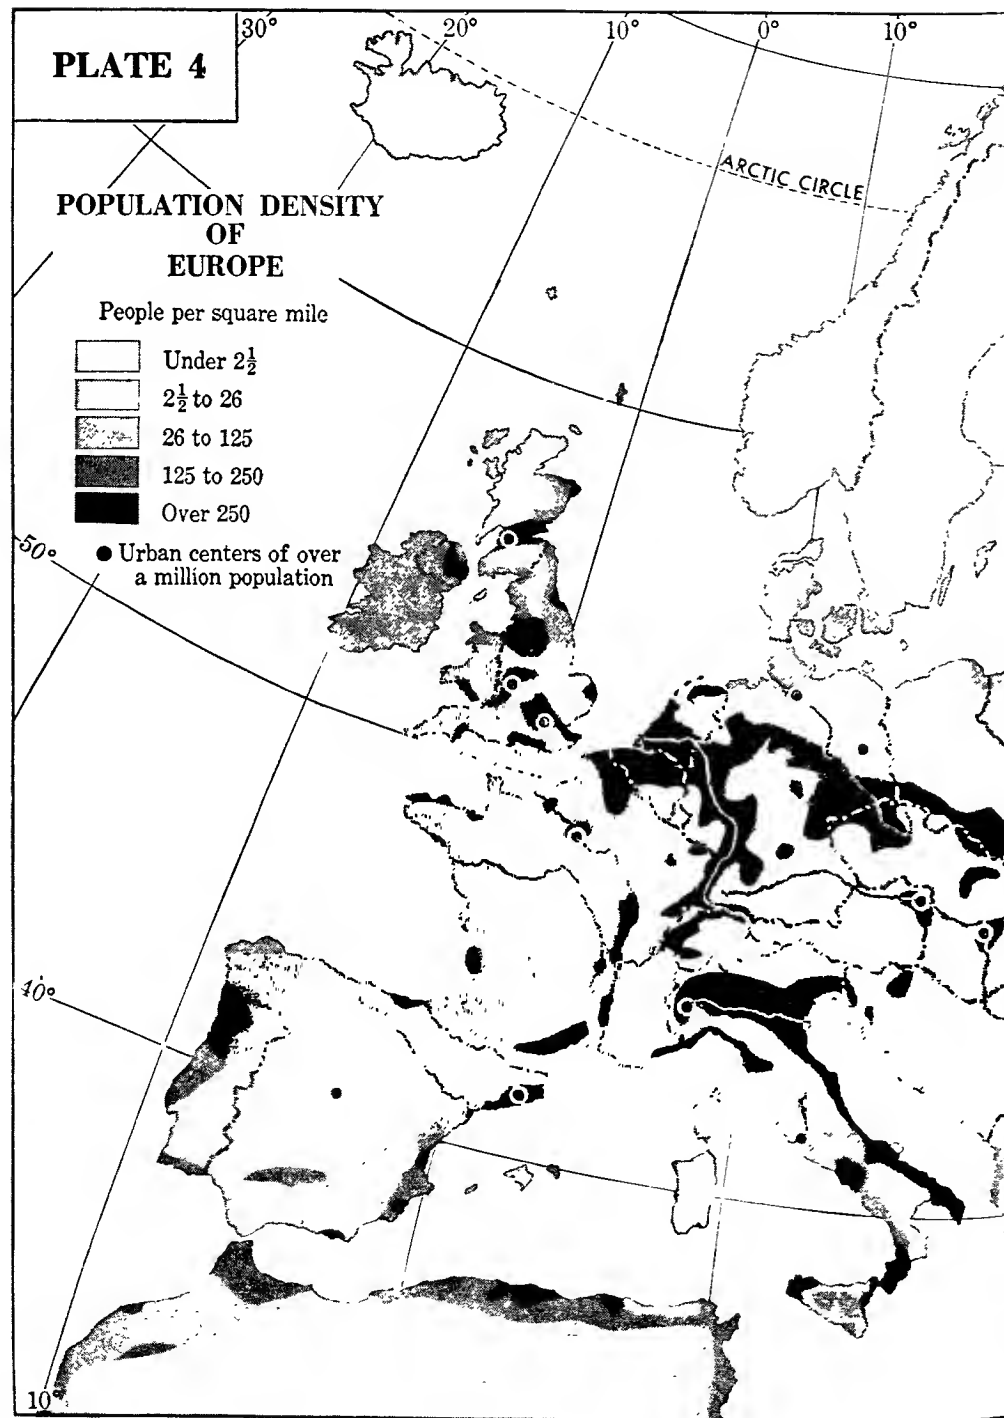 30°
20°
10°
0°
10°
PLATE 4
ARCTIC CIRCLE
POPULATION DENSITY
OF
EUROPE
People per square mile
Under 2½
2½ to 26
26 to 125
125 to 250
Over 250
50°
Urban centers of over
a million population
40°
10°